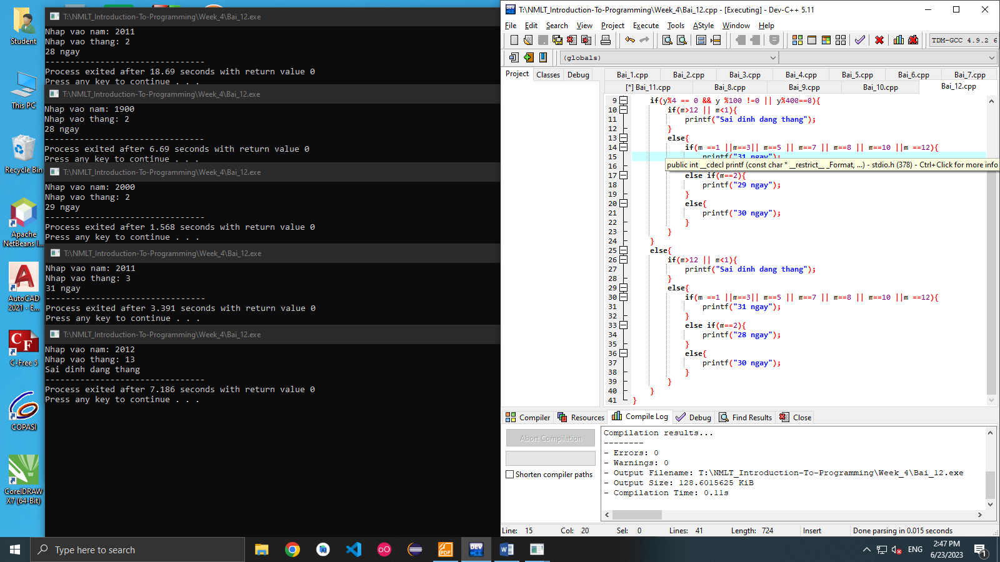 Student
This PC
Recycle Bin
Apache
NetBeans I...
AutoCAD
2021 - E...
C-Free 5
COPASI
CorelDRAW
X7 (64-Bit)
T:\NMLT_Introduction-To-Programming\Week_4\Bai_12.exe
Nhap vao nam: 2011
Nhap vao thang: 2
28 ngay
--------------------------------
Process exited after 18.69 seconds with return value 0
Press any key to continue . . .
T:\NMLT_Introduction-To-Programming\Week_4\Bai_12.exe
Nhap vao nam: 1900
Nhap vao thang: 2
28 ngay
--------------------------------
Process exited after 6.69 seconds with return value 0
Press any key to continue . . .
T:\NMLT_Introduction-To-Programming\Week_4\Bai_12.exe
Nhap vao nam: 2000
Nhap vao thang: 2
29 ngay
--------------------------------
Process exited after 1.568 seconds with return value 0
Press any key to continue . . .
T:\NMLT_Introduction-To-Programming\Week_4\Bai_12.exe
Nhap vao nam: 2011
Nhap vao thang: 3
31 ngay
--------------------------------
Process exited after 3.391 seconds with return value 0
Press any key to continue . . .
T:\NMLT_Introduction-To-Programming\Week_4\Bai_12.exe
Nhap vao nam: 2012
Nhap vao thang: 13
Sai dinh dang thang
--------------------------------
Process exited after 7.186 seconds with return value 0
Press any key to continue . . .
T:\NMLT_Introduction-To-Programming\Week_4\Bai_12.cpp - [Executing] - Dev-C++ 5.11
File Edit Search View Project Execute Tools AStyle Window Help
TDM-GCC 4.9.2 6
(globals)
Project Classes Debug
Bai_1.cpp Bai_2.cpp Bai_3.cpp Bai_4.cpp Bai_5.cpp Bai_6.cpp Bai_7.cpp
[*] Bai_11.cpp Bai_8.cpp Bai_9.cpp Bai_10.cpp Bai_12.cpp
9 if(y%4 == 0 && y %100 !=0 || y%400==0){
10 if(m>12 || m<1){
11 printf("Sai dinh dang thang");
12 }
13 else{
14 if(m ==1 ||m==3|| m==5 || m==7 || m==8 || m==10 ||m ==12){
15 printf("31 ngay");
16 public int __cdecl printf (const char * __restrict__ _Format, ...) - stdio.h (378) - Ctrl+Click for more info
17 else if(m==2){
18 printf("29 ngay");
19 }
20 else{
21 printf("30 ngay");
22 }
23 }
24 }
25 else{
26 if(m>12 || m<1){
27 printf("Sai dinh dang thang");
28 }
29 else{
30 if(m ==1 ||m==3|| m==5 || m==7 || m==8 || m==10 ||m ==12){
31 printf("31 ngay");
32 }
33 else if(m==2){
34 printf("28 ngay");
35 }
36 else{
37 printf("30 ngay");
38 }
39 }
40 }
41 }
Compiler Resources Compile Log Debug Find Results Close
Abort Compilation
Shorten compiler paths
Compilation results...
--------
- Errors: 0
- Warnings: 0
- Output Filename: T:\NMLT_Introduction-To-Programming\Week_4\Bai_12.exe
- Output Size: 128.6015625 KiB
- Compilation Time: 0.11s
Line: 15 Col: 20 Sel: 0 Lines: 41 Length: 724 Insert Done parsing in 0.015 seconds
Type here to search
DEV
PDF
ENG
2:47 PM
6/23/2023
1